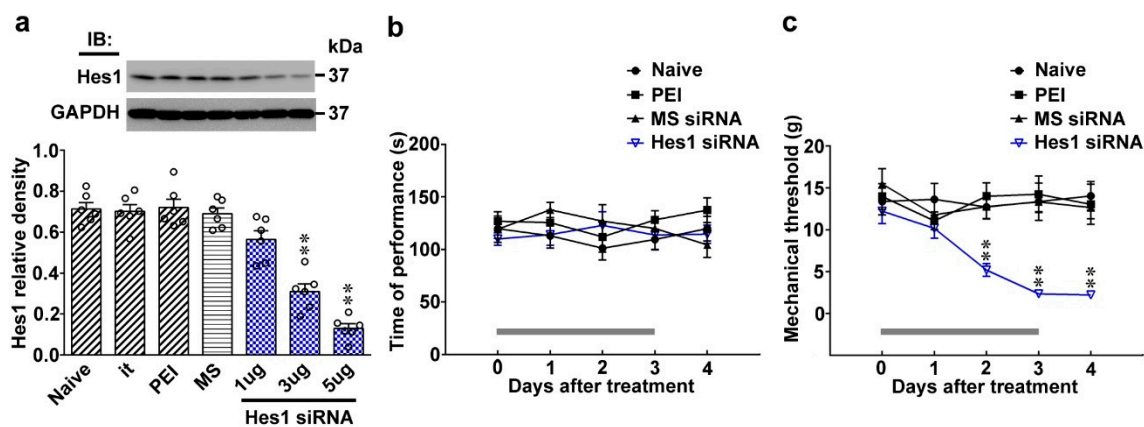 a
IB:
kDa
Hes1
37
GAPDH
37
Hes1 relative density
1.0
0.8
0.6
0.4
0.2
0.0
**
***
Naive
it
PEI
MS
1ug
3ug
5ug
Hes1 siRNA
b
Naive
PEI
MS siRNA
Hes1 siRNA
Time of performance (s)
200
150
100
50
0
0 1 2 3 4
Days after treatment
c
Naive
PEI
MS siRNA
Hes1 siRNA
Mechanical threshold (g)
20
15
10
5
0
**
**
**
0 1 2 3 4
Days after treatment